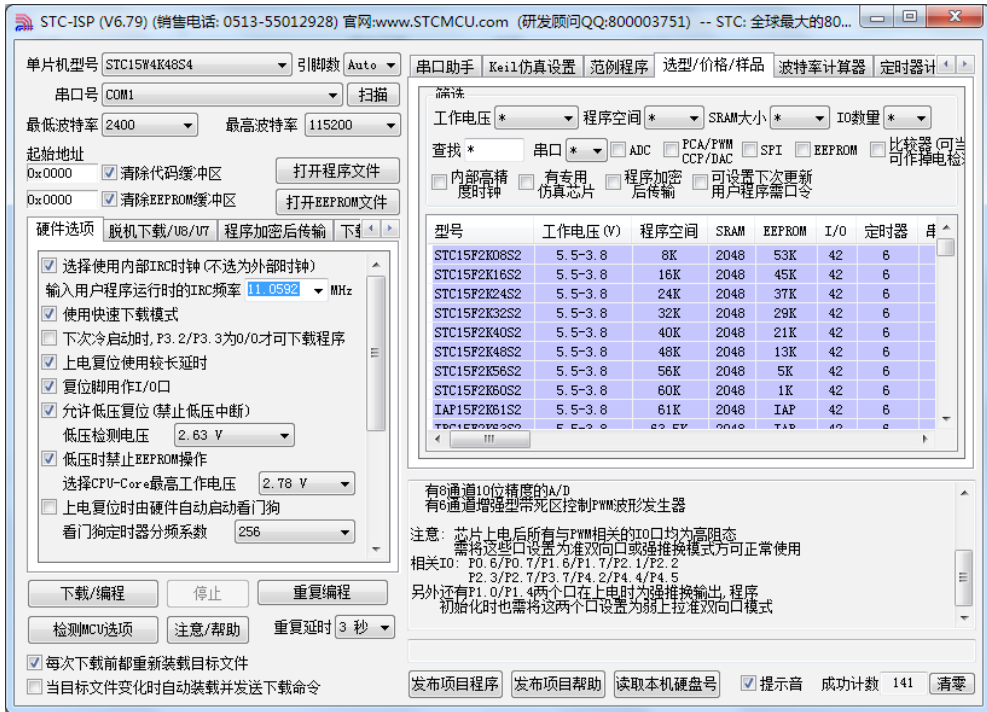 STC-ISP (V6.79) (销售电话: 0513-55012928) 官网:www.STCMCU.com (研发顾问QQ:800003751) -- STC: 全球最大的80...
单片机型号 STC15W4K48S4 引脚数 Auto
串口号 COM1 扫描
最低波特率 2400 最高波特率 115200
起始地址
0x0000 清除代码缓冲区 打开程序文件
0x0000 清除EEPROM缓冲区 打开EEPROM文件
硬件选项 脱机下载/U8/U7 程序加密后传输
选择使用内部IRC时钟(不选为外部时钟)
输入用户程序运行时的IRC频率 11.0592 MHz
使用快速下载模式
下次冷启动时,P3.2/P3.3为0/0才可下载程序
上电复位使用较长延时
复位脚用作I/O口
允许低压复位(禁止低压中断)
低压检测电压 2.63 V
低压时禁止EEPROM操作
选择CPU-Core最高工作电压 2.78 V
上电复位时由硬件自动启动看门狗
看门狗定时器分频系数 256
下载/编程 停止 重复编程
检测MCU选项 注意/帮助 重复延时 3 秒
每次下载前都重新装载目标文件
当目标文件变化时自动装载并发送下载命令
串口助手 Keil仿真设置 范例程序 选型/价格/样品 波特率计算器 定时器计
筛选
工作电压 * 程序空间 * SRAM大小 * IO数量 *
查找 * 串口 * ADC PCA/PWM CCP/DAC SPI EEPROM 比较器(可当 可作掉电检
内部高精度时钟 有专用仿真芯片 程序加密后传输 可设置下次更新用户程序需口令
型号 工作电压(V) 程序空间 SRAM EEPROM I/O 定时器 串
STC15F2K08S2 5.5-3.8 8K 2048 53K 42 6
STC15F2K16S2 5.5-3.8 16K 2048 45K 42 6
STC15F2K24S2 5.5-3.8 24K 2048 37K 42 6
STC15F2K32S2 5.5-3.8 32K 2048 29K 42 6
STC15F2K40S2 5.5-3.8 40K 2048 21K 42 6
STC15F2K48S2 5.5-3.8 48K 2048 13K 42 6
STC15F2K56S2 5.5-3.8 56K 2048 5K 42 6
STC15F2K60S2 5.5-3.8 60K 2048 1K 42 6
IAP15F2K61S2 5.5-3.8 61K 2048 IAP 42 6
有8通道10位精度的A/D
有6通道增强型带死区控制PWM波形发生器
注意: 芯片上电后所有与PWM相关的IO口均为高阻态
需将这些口设置为准双向口或强推挽模式方可正常使用
相关IO: P0.6/P0.7/P1.6/P1.7/P2.1/P2.2
P2.3/P2.7/P3.7/P4.2/P4.4/P4.5
另外还有P1.0/P1.4两个口在上电时为强推挽输出,程序
初始化时也需将这两个口设置为弱上拉准双向口模式
发布项目程序 发布项目帮助 读取本机硬盘号 提示音 成功计数 141 清零